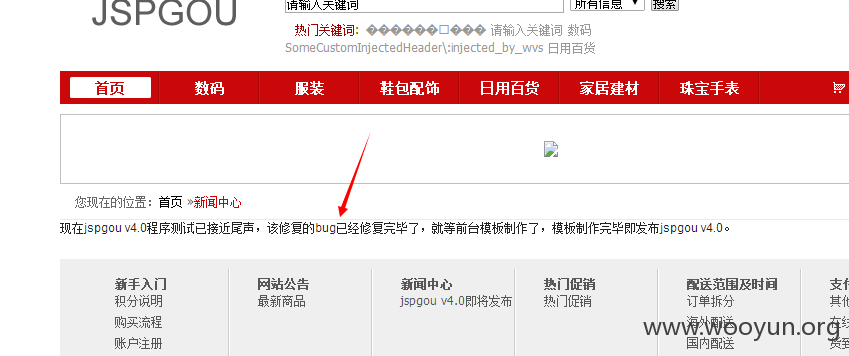 JSPGOU
请输入关键词 所有信息 搜索
热门关键词: 请输入关键词 数码
SomeCustomInjectedHeader\:injected_by_wvs 日用百货
首页 数码 服装 鞋包配饰 日用百货 家居建材 珠宝手表
您现在的位置：首页 »新闻中心
现在jspgou v4.0程序测试已接近尾声，该修复的bug已经修复完毕了，就等前台模板制作了，模板制作完毕即发布jspgou v4.0。
新手入门 网站公告 新闻中心 热门促销 配送范围及时间
积分说明 最新商品 jspgou v4.0即将发布 热门促销 订单拆分
购买流程 海外配送
账户注册 国内配送
www.wooyun.org